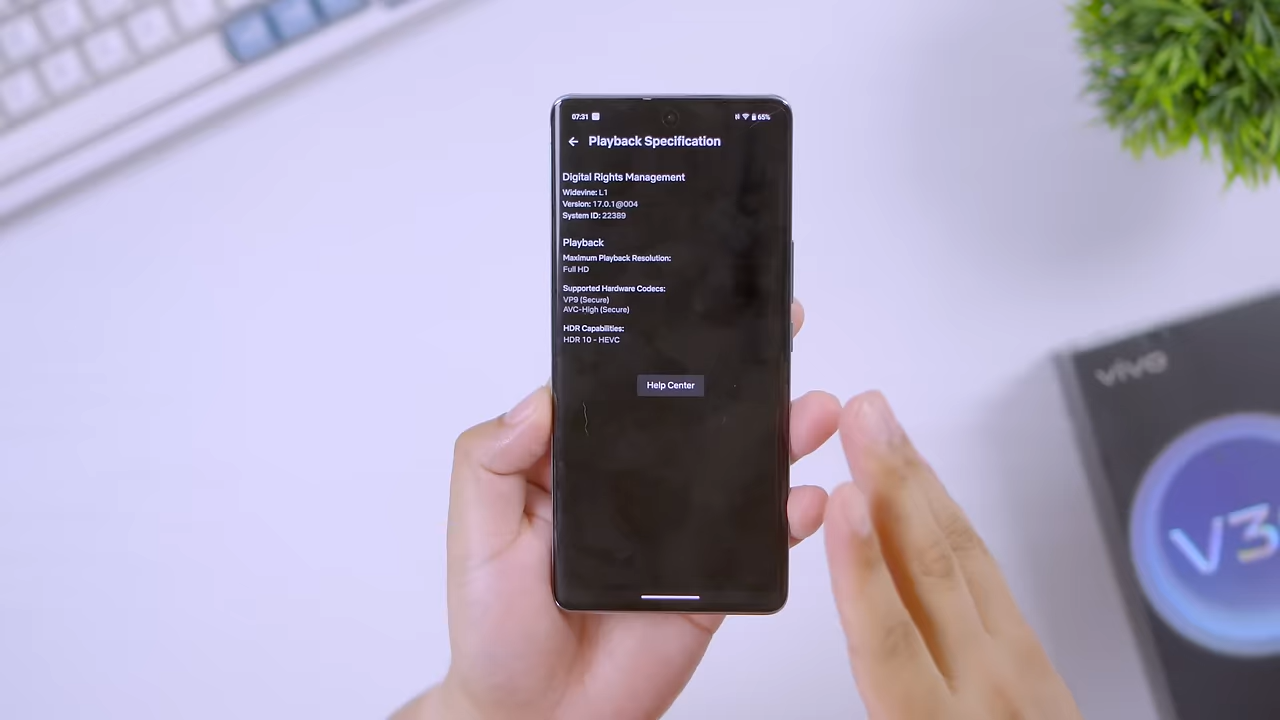 07:31
65%
Playback Specification
Digital Rights Management
Widevine: L1
Version: 17.0.1@004
System ID: 22389
Playback
Maximum Playback Resolution:
Full HD
Supported Hardware Codecs:
VP9 (Secure)
AVC-High (Secure)
HDR Capabilities:
HDR 10 - HEVC
Help Center
vivo
V3